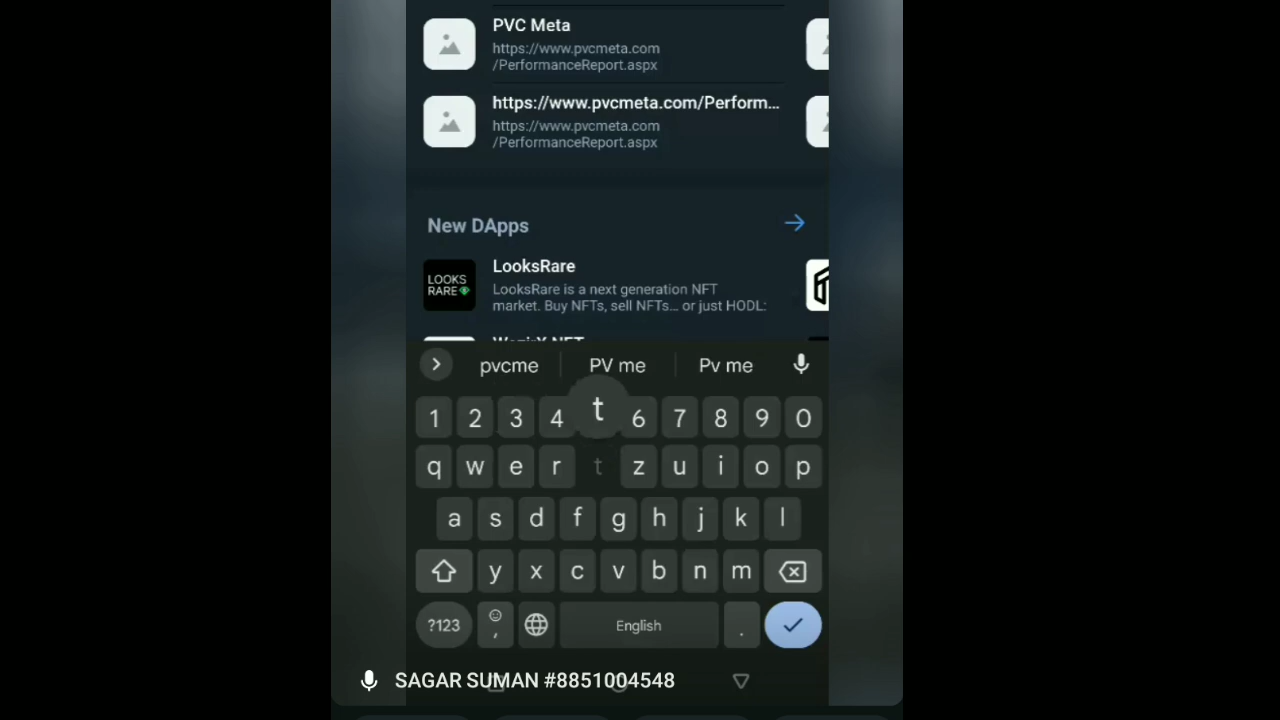 PVC Meta
https://www.pvcmeta.com
/PerformanceReport.aspx
https://www.pvcmeta.com/Perform...
https://www.pvcmeta.com
/PerformanceReport.aspx
New DApps
LOOKS
RARE
LooksRare
LooksRare is a next generation NFT
market. Buy NFTs, sell NFTs... or just HODL:
WazirX NFT
pvcme PV me Pv me
t
1 2 3 4 6 7 8 9 0
q w e r t z u i o p
a s d f g h j k l
y x c v b n m
?123 , English .
SAGAR SUMAN #8851004548